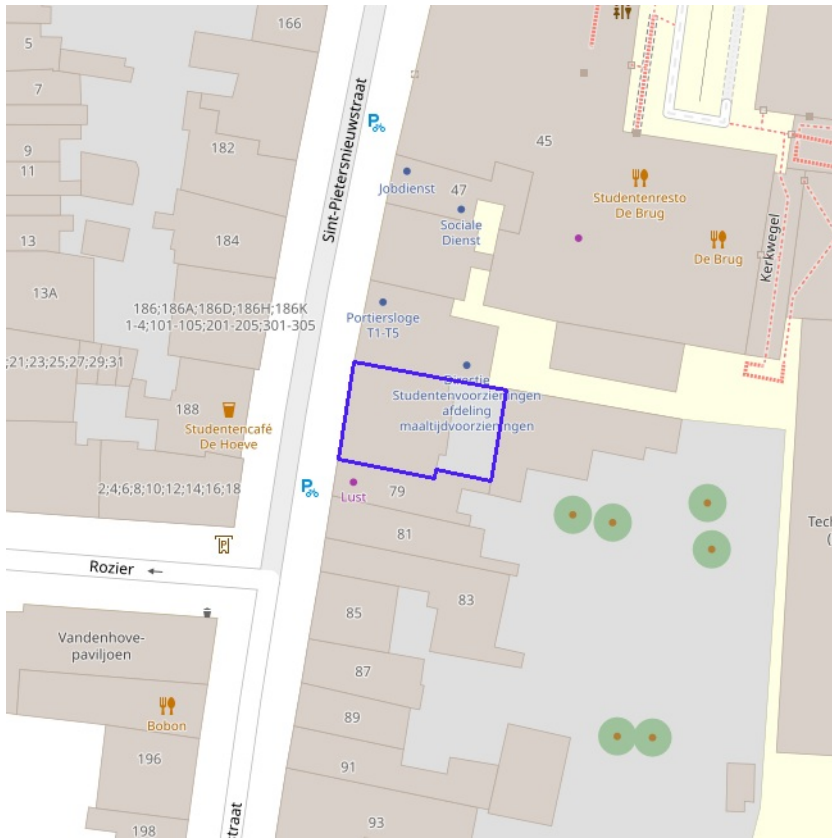 166
5
7
9
11
13
13A
182
184
Sint-Pietersnieuwstraat
45
Jobdienst
47
Sociale
Dienst
Studentenresto
De Brug
De Brug
Kerkwegel
186;186A;186D;186H;186K
1-4;101-105;201-205;301-305
Portiersloge
T1-T5
;21;23;25;27;29;31
188
Studentencafé
De Hoeve
Directie
Studentenvoorzieningen
afdeling
maaltijdvoorzieningen
2;4;6;8;10;12;14;16;18
P
P
Lust
79
81
P
Rozier
83
85
Tech
(
Vandenhove-
paviljoen
87
Bobon
89
196
91
198
straat
93